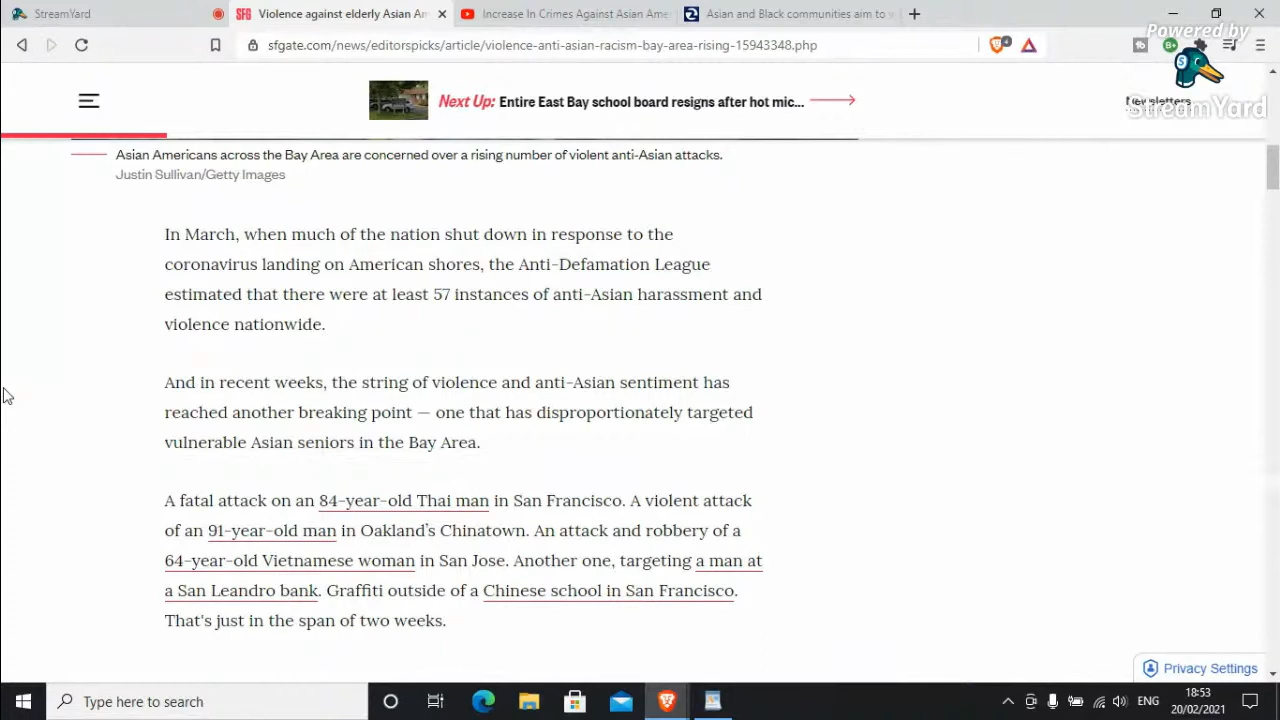 StreamYard
SFG Violence against elderly Asian Am
Increase In Crimes Against Asian Ame
Asian and Black communities aim to s
sfgate.com/news/editorspicks/article/violence-anti-asian-racism-bay-area-rising-15943348.php
Powered by
StreamYard
Next Up: Entire East Bay school board resigns after hot mic...
Newsletters
Asian Americans across the Bay Area are concerned over a rising number of violent anti-Asian attacks.
Justin Sullivan/Getty Images
In March, when much of the nation shut down in response to the
coronavirus landing on American shores, the Anti-Defamation League
estimated that there were at least 57 instances of anti-Asian harassment and
violence nationwide.
And in recent weeks, the string of violence and anti-Asian sentiment has
reached another breaking point — one that has disproportionately targeted
vulnerable Asian seniors in the Bay Area.
A fatal attack on an 84-year-old Thai man in San Francisco. A violent attack
of an 91-year-old man in Oakland's Chinatown. An attack and robbery of a
64-year-old Vietnamese woman in San Jose. Another one, targeting a man at
a San Leandro bank. Graffiti outside of a Chinese school in San Francisco.
That's just in the span of two weeks.
Privacy Settings
Type here to search
ENG
18:53
20/02/2021